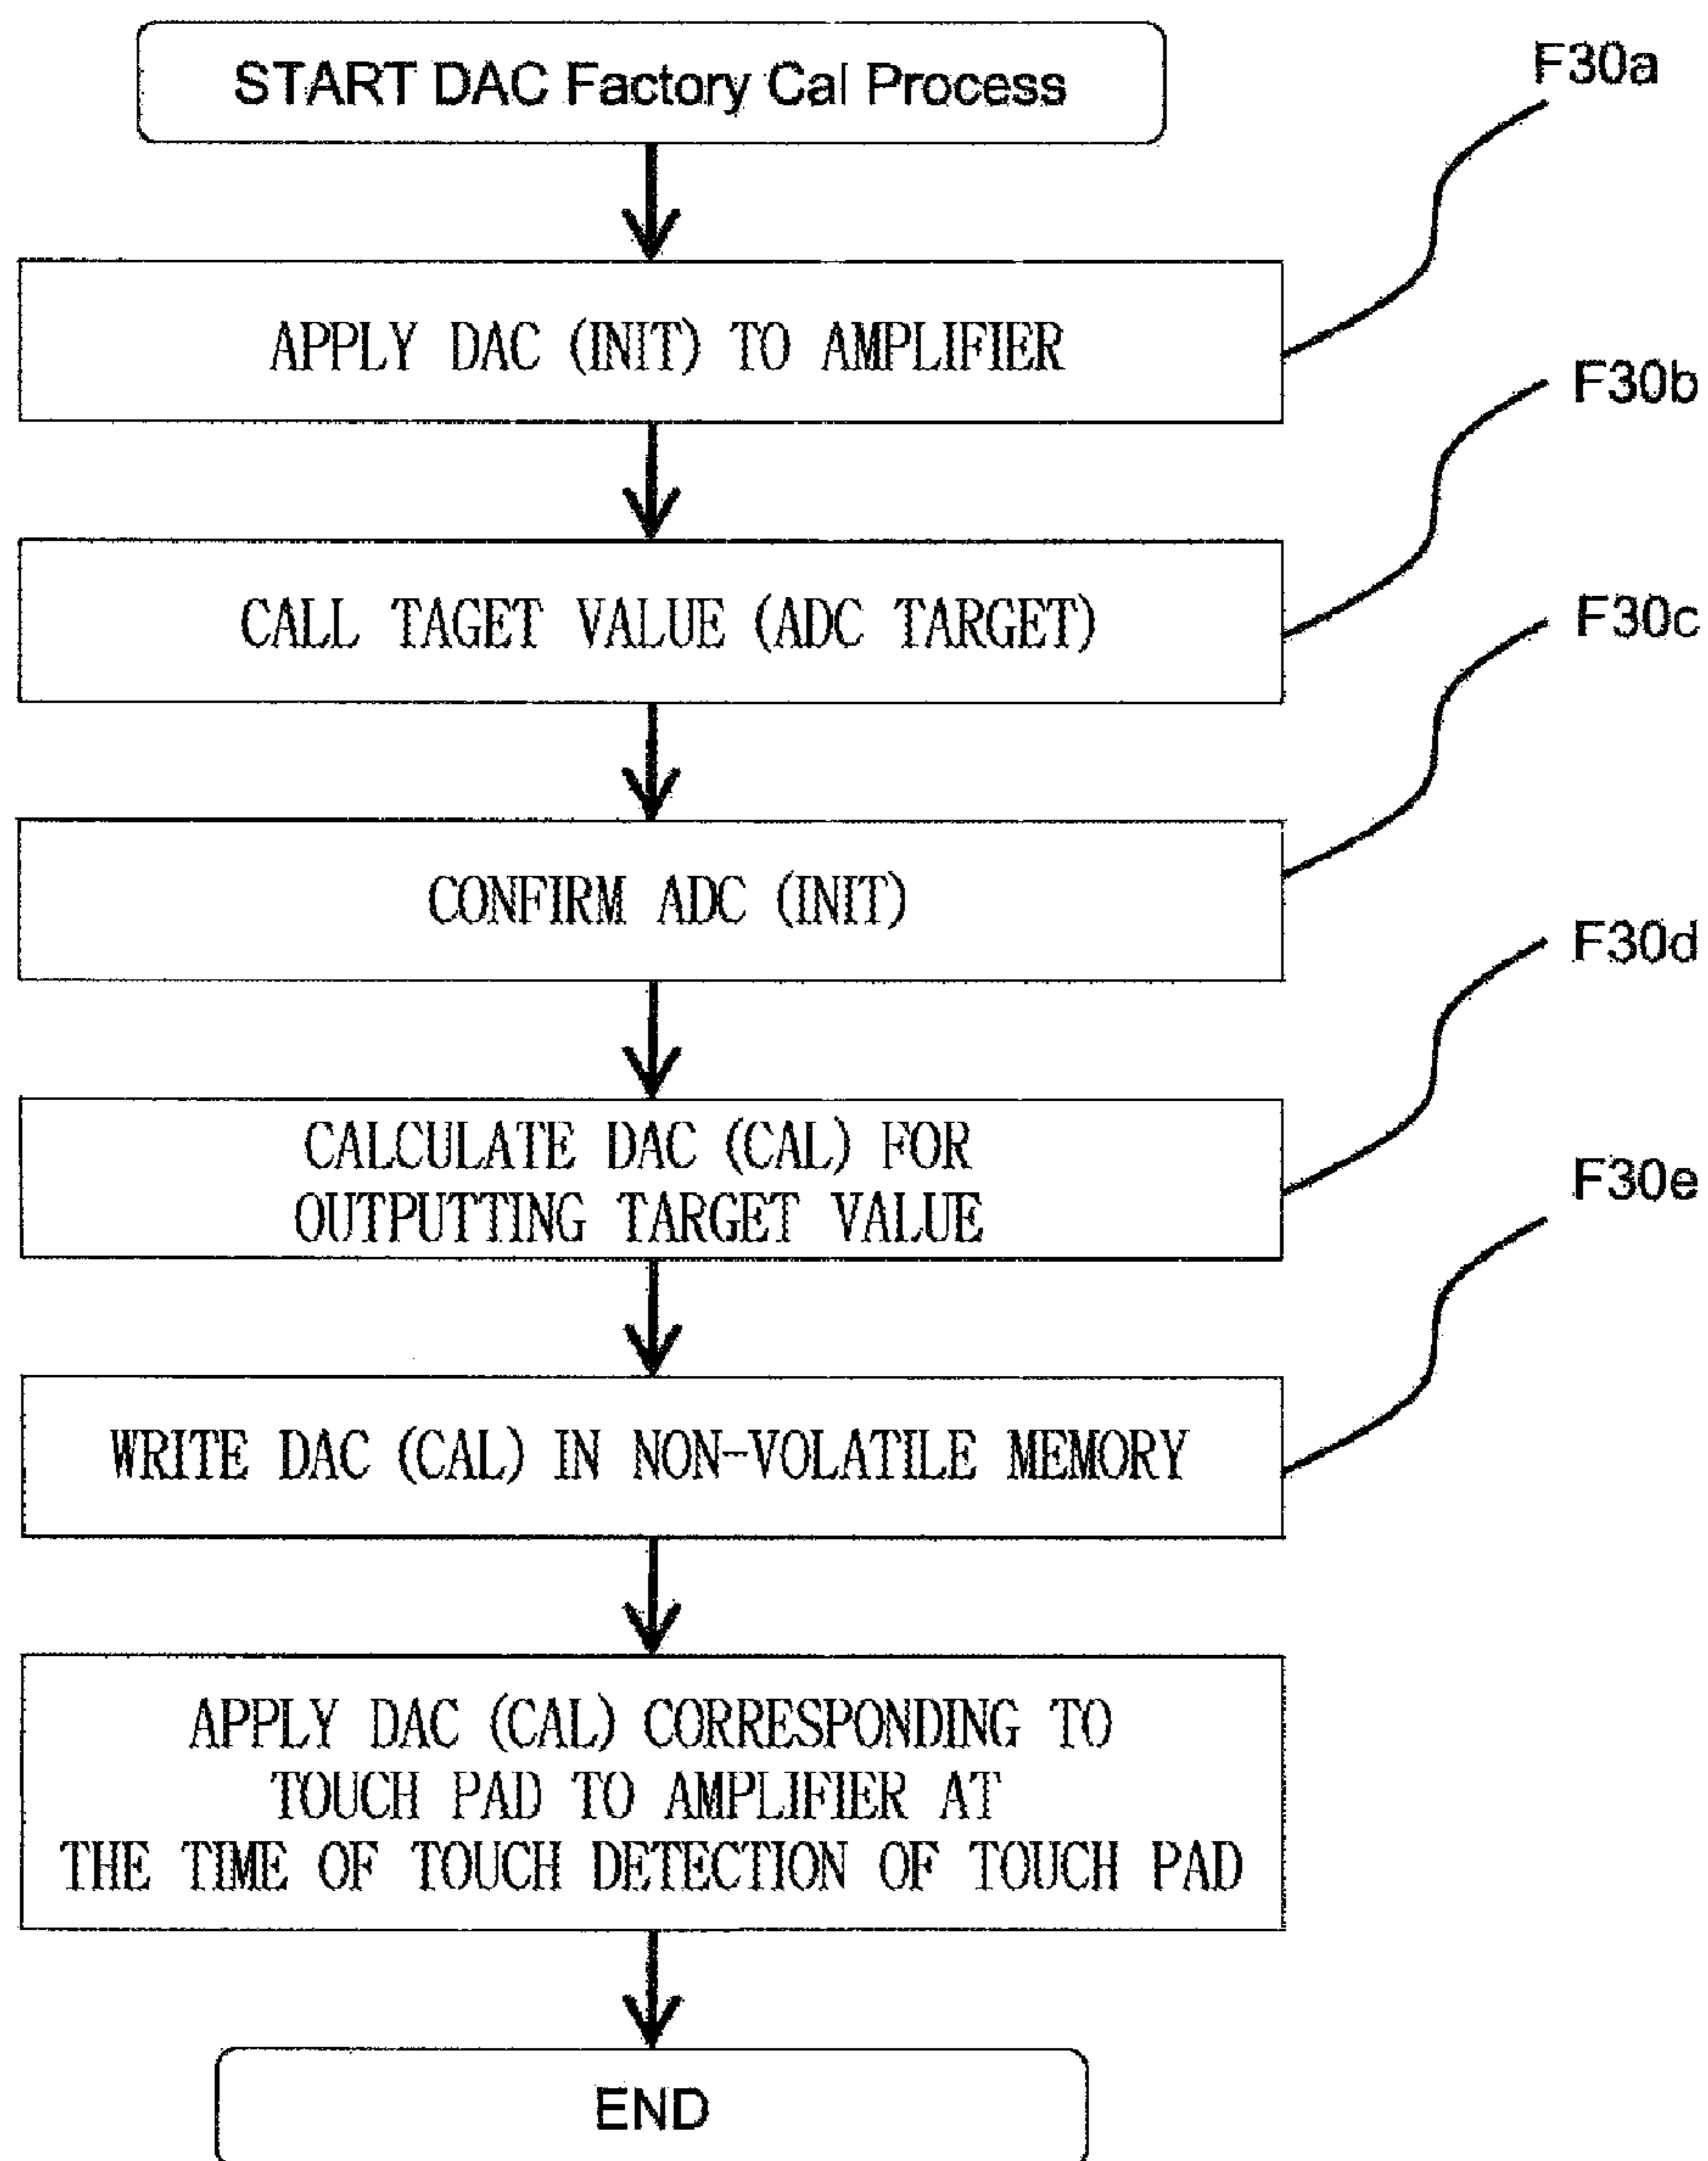 START DAC Factory Cal Process
F30a
APPLY DAC (INIT) TO AMPLIFIER
F30b
CALL TAGET VALUE (ADC TARGET)
F30c
CONFIRM ADC (INIT)
F30d
CALCULATE DAC (CAL) FOR
OUTPUTTING TARGET VALUE
F30e
WRITE DAC (CAL) IN NON-VOLATILE MEMORY
APPLY DAC (CAL) CORRESPONDING TO
TOUCH PAD TO AMPLIFIER AT
THE TIME OF TOUCH DETECTION OF TOUCH PAD
END